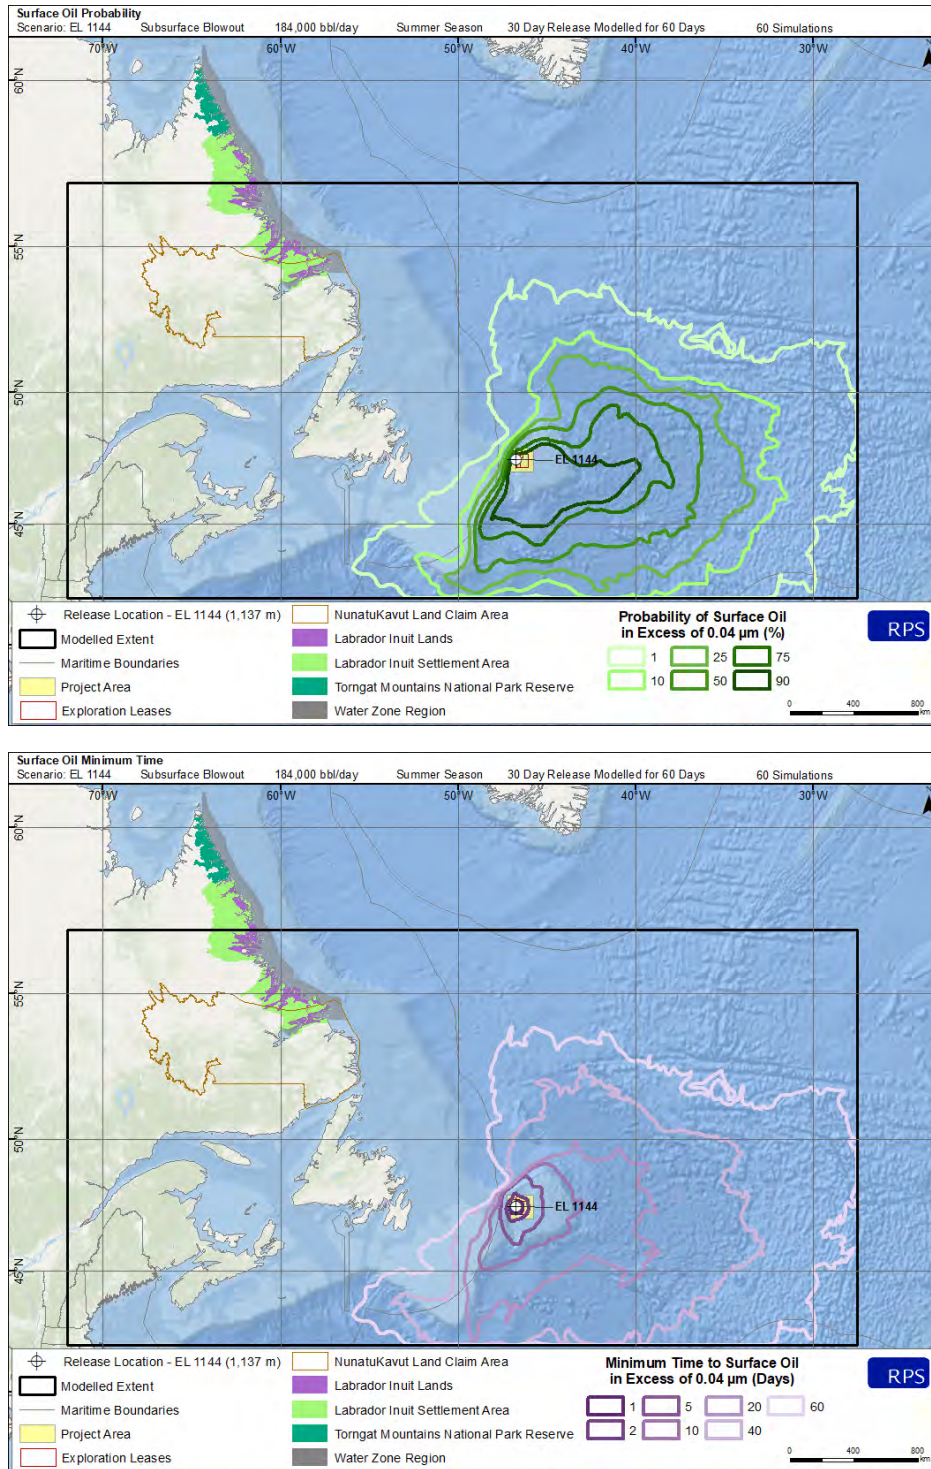 Surface Oil Probability
Scenario: EL 1144 Subsurface Blowout 184,000 bbl/day Summer Season 30 Day Release Modelled for 60 Days 60 Simulations
70°W 60°W 50°W 40°W 30°W
60°N
55°N
50°N
EL 1144
45°N
Release Location - EL 1144 (1,137 m)
Modelled Extent
Maritime Boundaries
Project Area
Exploration Leases
NunatuKavut Land Claim Area
Labrador Inuit Lands
Labrador Inuit Settlement Area
Torngat Mountains National Park Reserve
Water Zone Region
Probability of Surface Oil
in Excess of 0.04 µm (%)
1 25 75
10 50 90
RPS
0 400 800
km
Surface Oil Minimum Time
Scenario: EL 1144 Subsurface Blowout 184,000 bbl/day Summer Season 30 Day Release Modelled for 60 Days 60 Simulations
70°W 60°W 50°W 40°W 30°W
60°N
55°N
50°N
EL 1144
45°N
Release Location - EL 1144 (1,137 m)
Modelled Extent
Maritime Boundaries
Project Area
Exploration Leases
NunatuKavut Land Claim Area
Labrador Inuit Lands
Labrador Inuit Settlement Area
Torngat Mountains National Park Reserve
Water Zone Region
Minimum Time to Surface Oil
in Excess of 0.04 µm (Days)
1 5 20 60
2 10 40
RPS
0 400 800
km